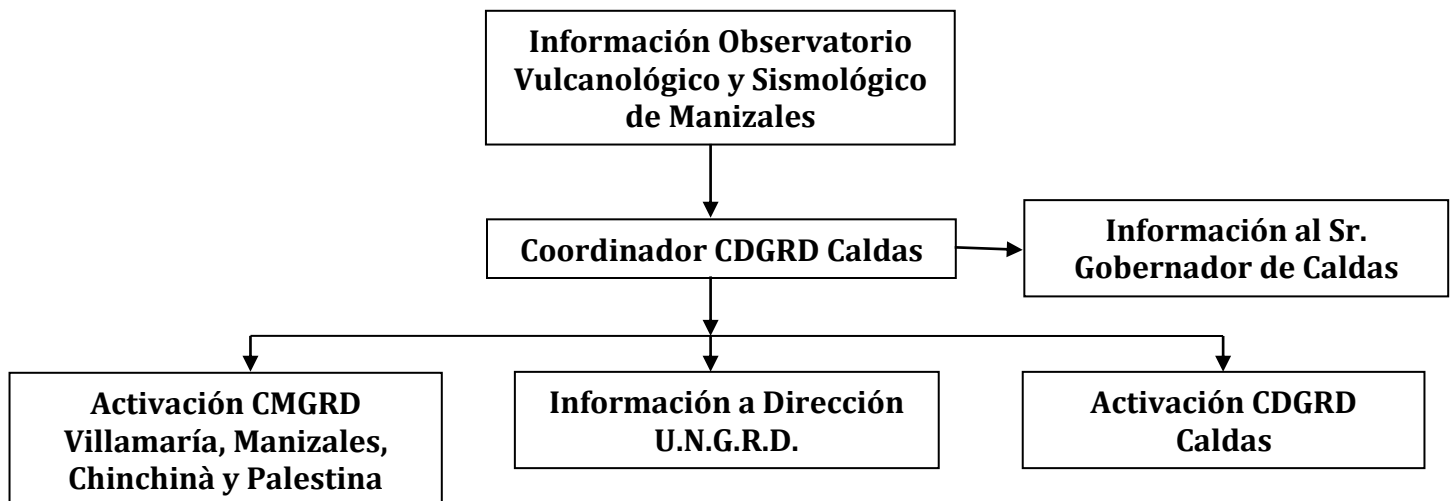 Información Observatorio
Vulcanológico y Sismológico
de Manizales
Coordinador CDGRD Caldas
Información al Sr.
Gobernador de Caldas
Activación CMGRD
Villamaría, Manizales,
Chinchinà y Palestina
Información a Dirección
U.N.G.R.D.
Activación CDGRD
Caldas